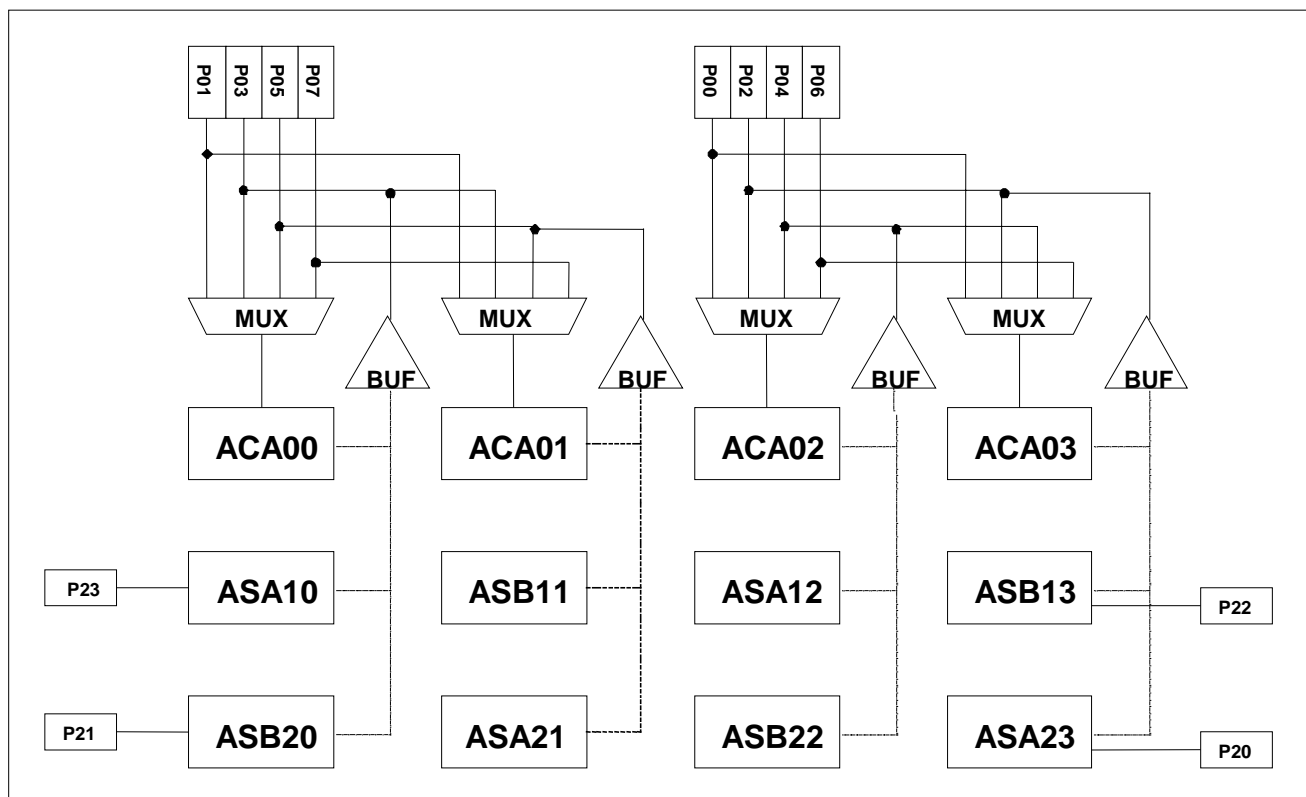 P01 P03 P05 P07 P00 P02 P04 P06
MUX MUX MUX MUX
BUF BUF BUF BUF
ACA00 ACA01 ACA02 ACA03
P23 ASA10 ASB11 ASA12 ASB13 P22
P21 ASB20 ASA21 ASB22 ASA23 P20